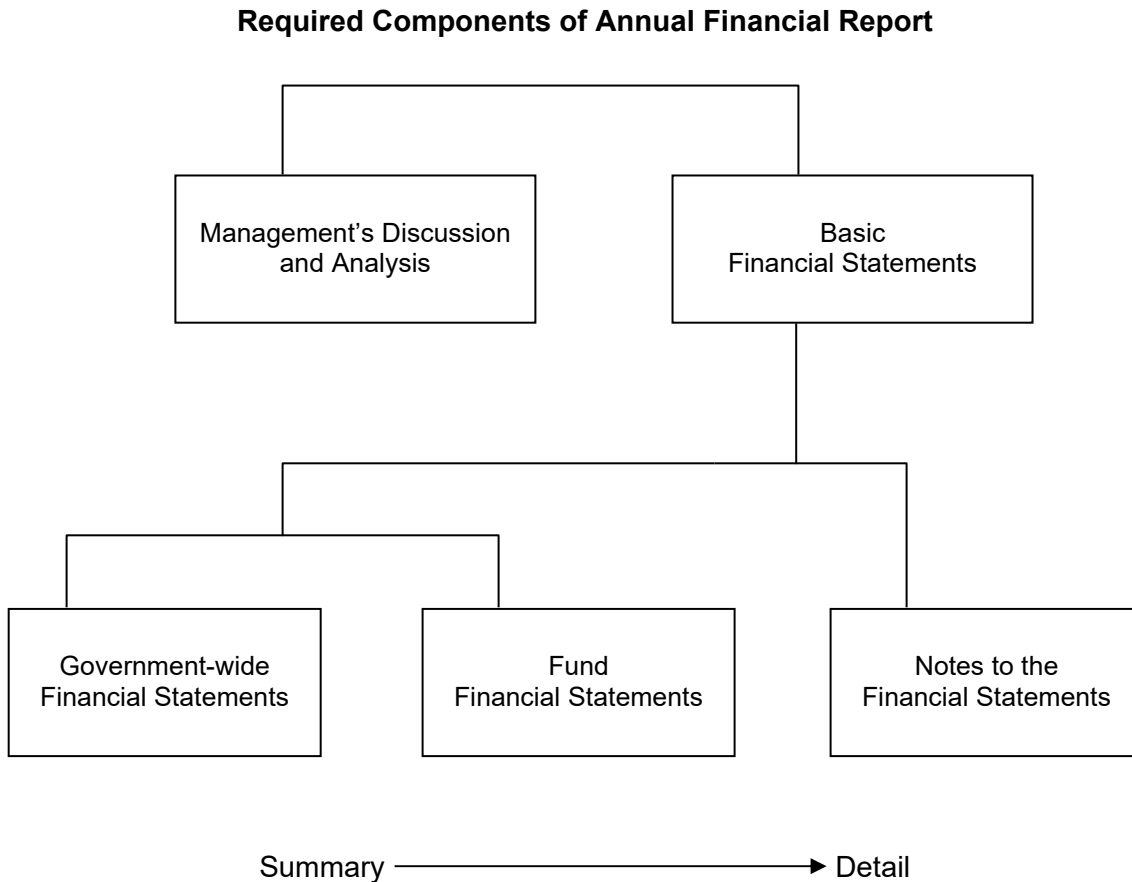 Required Components of Annual Financial Report
Management’s Discussion
and Analysis
Basic
Financial Statements
Government-wide
Financial Statements
Fund
Financial Statements
Notes to the
Financial Statements
Summary
Detail